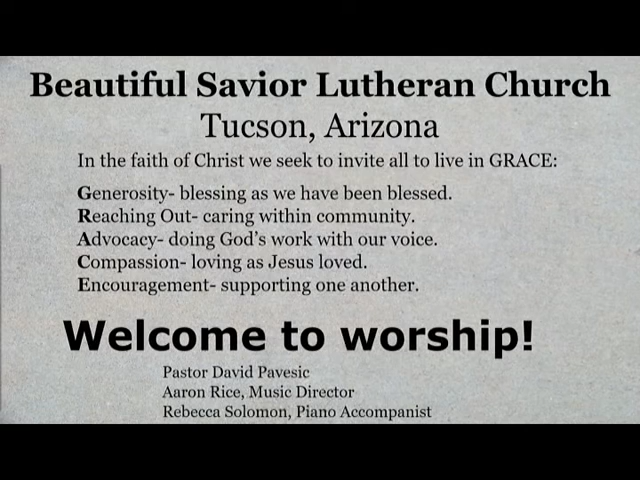 Beautiful Savior Lutheran Church
Tucson, Arizona
In the faith of Christ we seek to invite all to live in GRACE:
Generosity- blessing as we have been blessed.
Reaching Out- caring within community.
Advocacy- doing God's work with our voice.
Compassion- loving as Jesus loved.
Encouragement- supporting one another.
Welcome to worship!
Pastor David Pavesic
Aaron Rice, Music Director
Rebecca Solomon, Piano Accompanist